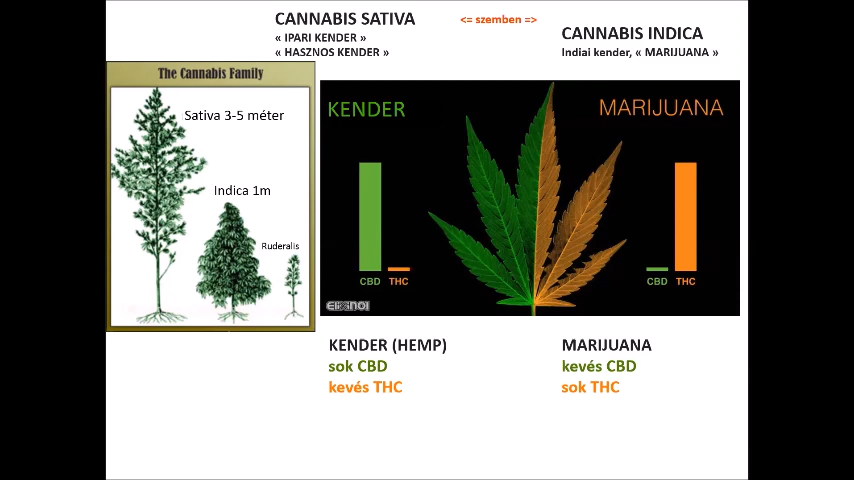 CANNABIS SATIVA
« IPARI KENDER »
« HASZNOS KENDER »
<= szemben =>
CANNABIS INDICA
Indiai kender, « MARIJUANA »
The Cannabis Family
Sativa 3-5 méter
Indica 1m
Ruderalis
KENDER
MARIJUANA
CBD
THC
CBD
THC
KENDER (HEMP)
sok CBD
kevés THC
MARIJUANA
kevés CBD
sok THC